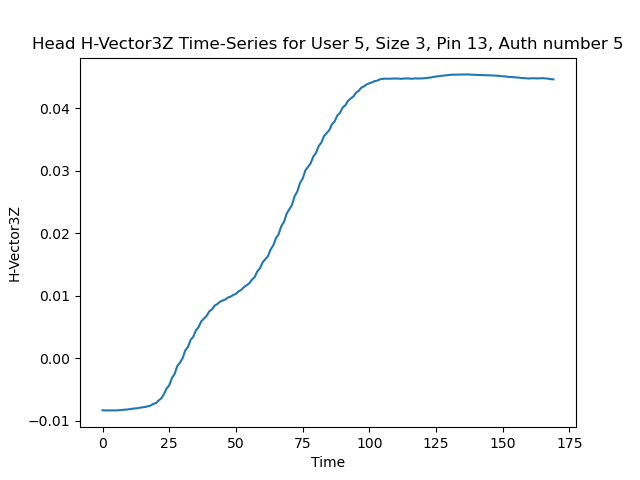 Head H-Vector3Z Time-Series for User 5, Size 3, Pin 13, Auth number 5
H-Vector3Z
0.04
0.03
0.02
0.01
0.00
−0.01
0 25 50 75 100 125 150 175
Time